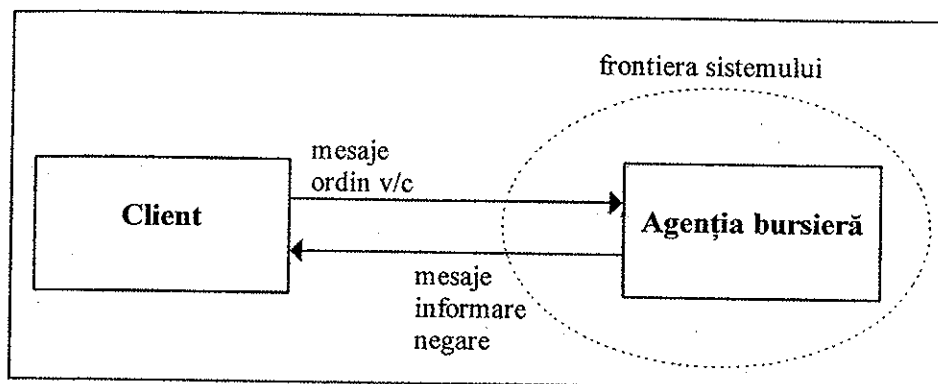 frontiera sistemului
mesaje
ordin v/c
Client
Agenția bursieră
mesaje
informare
negare